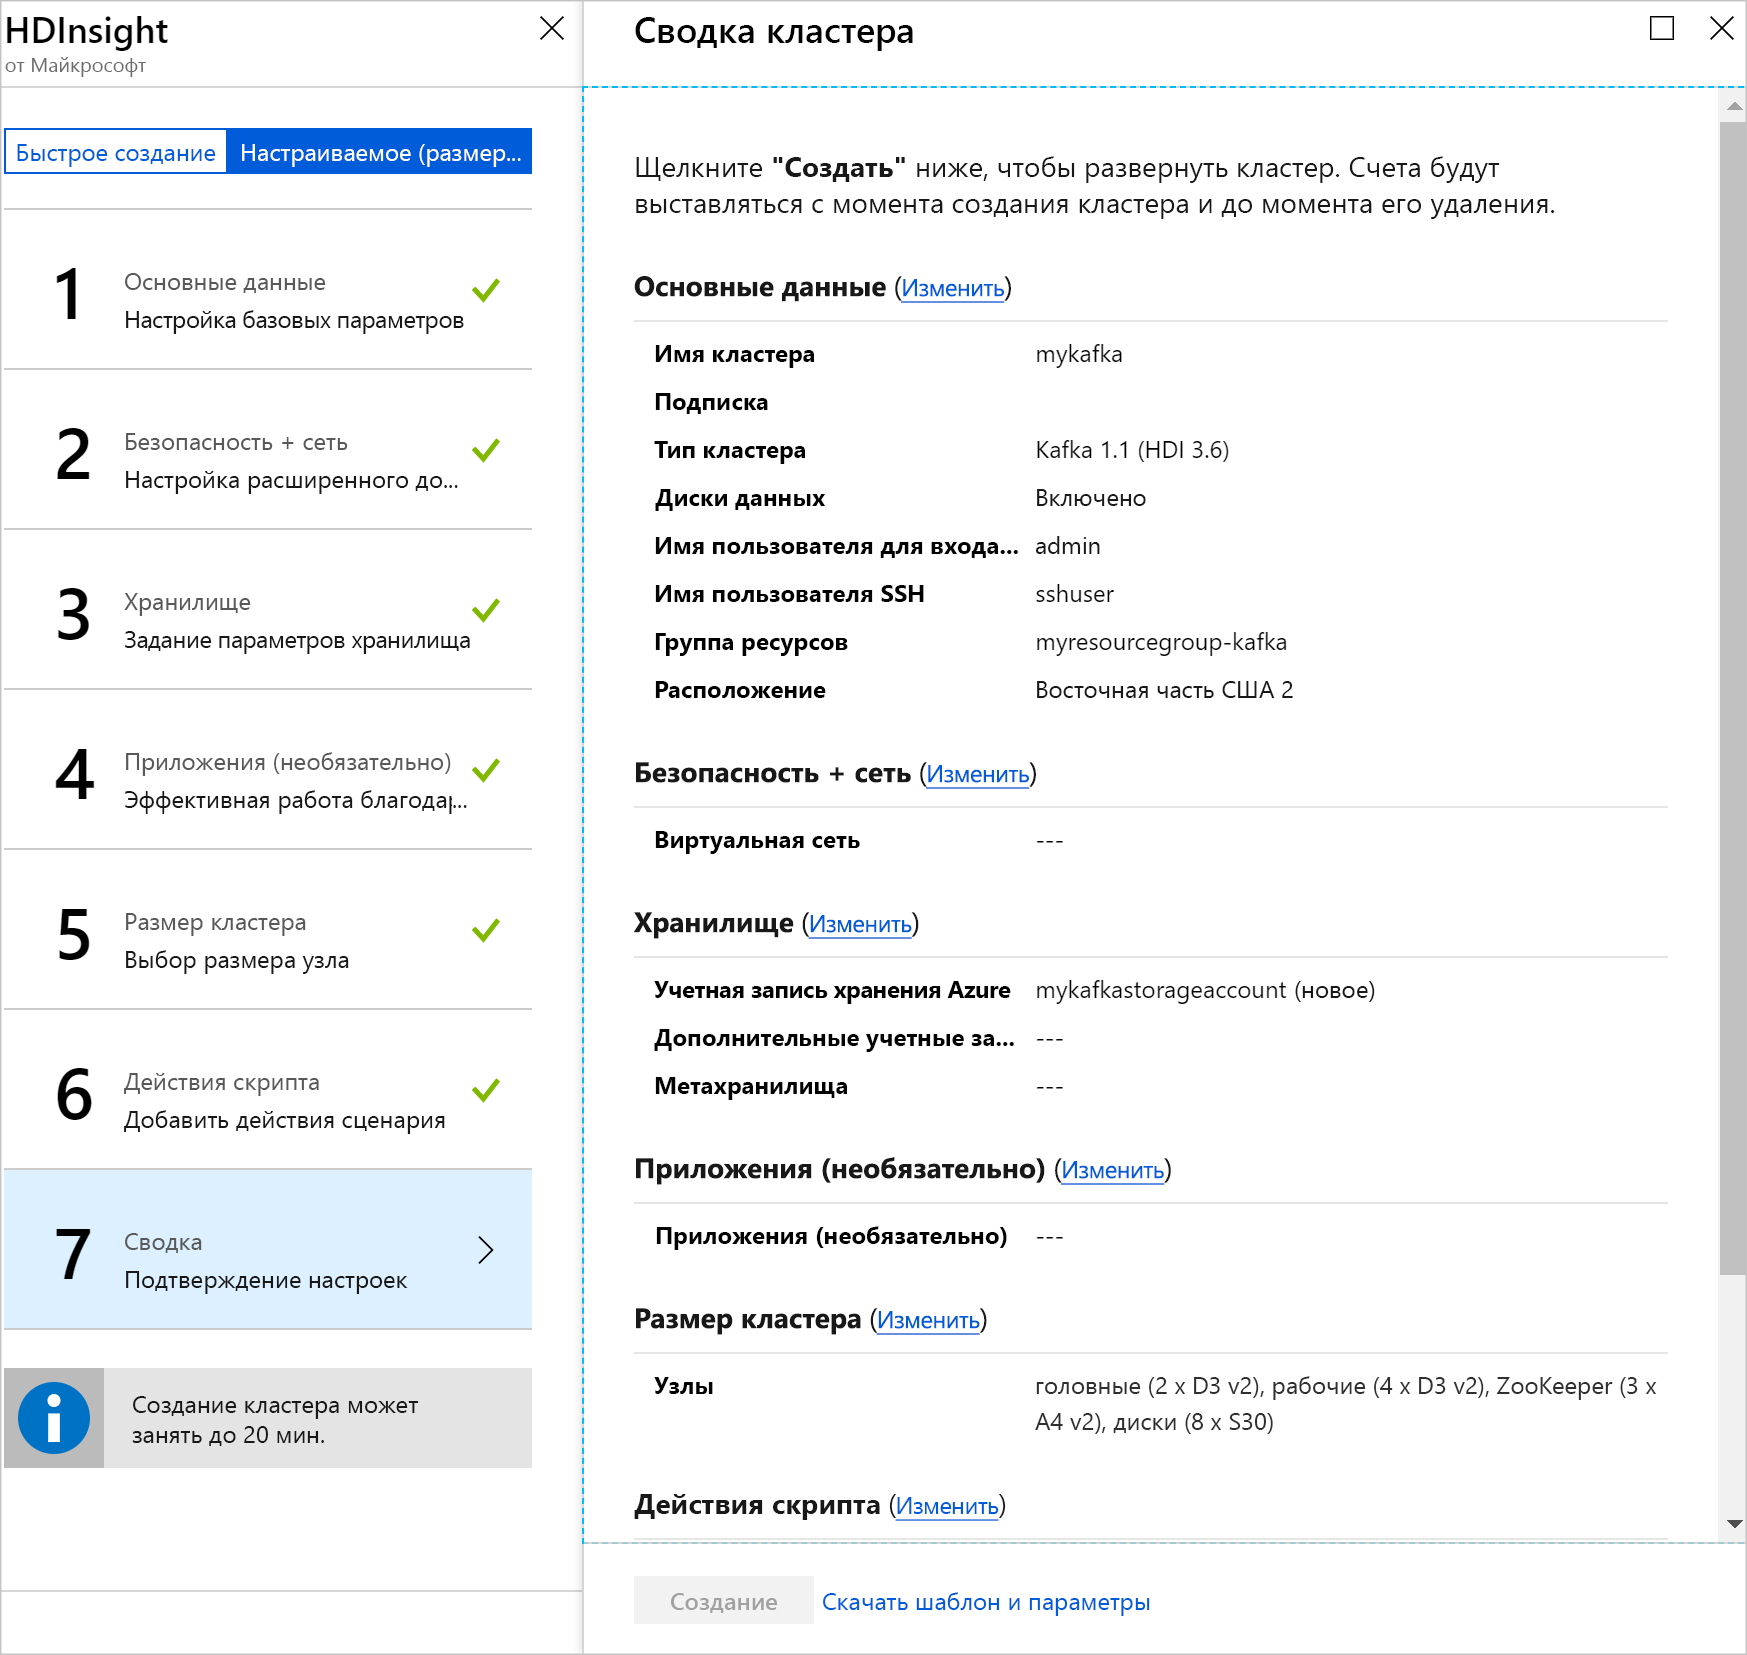 HDInsight
от Майкрософт
Быстрое создание
Настраиваемое (размер...
1
Основные данные
Настройка базовых параметров
2
Безопасность + сеть
Настройка расширенного до...
3
Хранилище
Задание параметров хранилища
4
Приложения (необязательно)
Эффективная работа благодар...
5
Размер кластера
Выбор размера узла
6
Действия скрипта
Добавить действия сценария
7
Сводка
Подтверждение настроек
Создание кластера может
занять до 20 мин.
Сводка кластера
Щелкните "Создать" ниже, чтобы развернуть кластер. Счета будут
выставляться с момента создания кластера и до момента его удаления.
Основные данные (Изменить)
Имя кластера mykafka
Подписка
Тип кластера Kafka 1.1 (HDI 3.6)
Диски данных Включено
Имя пользователя для входа... admin
Имя пользователя SSH sshuser
Группа ресурсов myresourcegroup-kafka
Расположение Восточная часть США 2
Безопасность + сеть (Изменить)
Виртуальная сеть ---
Хранилище (Изменить)
Учетная запись хранения Azure mykafkastorageaccount (новое)
Дополнительные учетные за... ---
Метахранилища ---
Приложения (необязательно) (Изменить)
Приложения (необязательно) ---
Размер кластера (Изменить)
Узлы головные (2 x D3 v2), рабочие (4 x D3 v2), ZooKeeper (3 x
A4 v2), диски (8 x S30)
Действия скрипта (Изменить)
Создание Скачать шаблон и параметры